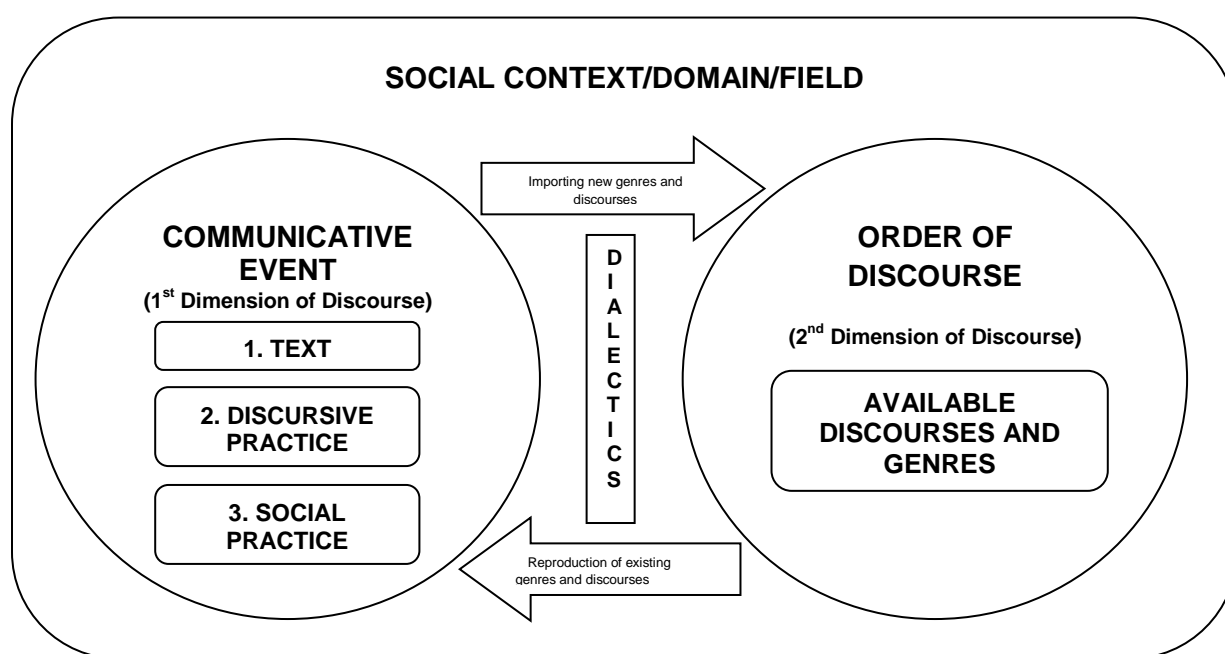 SOCIAL CONTEXT/DOMAIN/FIELD
COMMUNICATIVE
EVENT
(1st Dimension of Discourse)
1. TEXT
2. DISCURSIVE
PRACTICE
3. SOCIAL
PRACTICE
Importing new genres and
discourses
D
I
A
L
E
C
T
I
C
S
Reproduction of existing
genres and discourses
ORDER OF
DISCOURSE
(2nd Dimension of Discourse)
AVAILABLE
DISCOURSES AND
GENRES